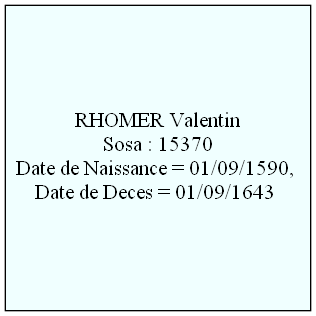 RHOMER Valentin
Sosa : 15370
Date de Naissance = 01/09/1590,
Date de Deces = 01/09/1643